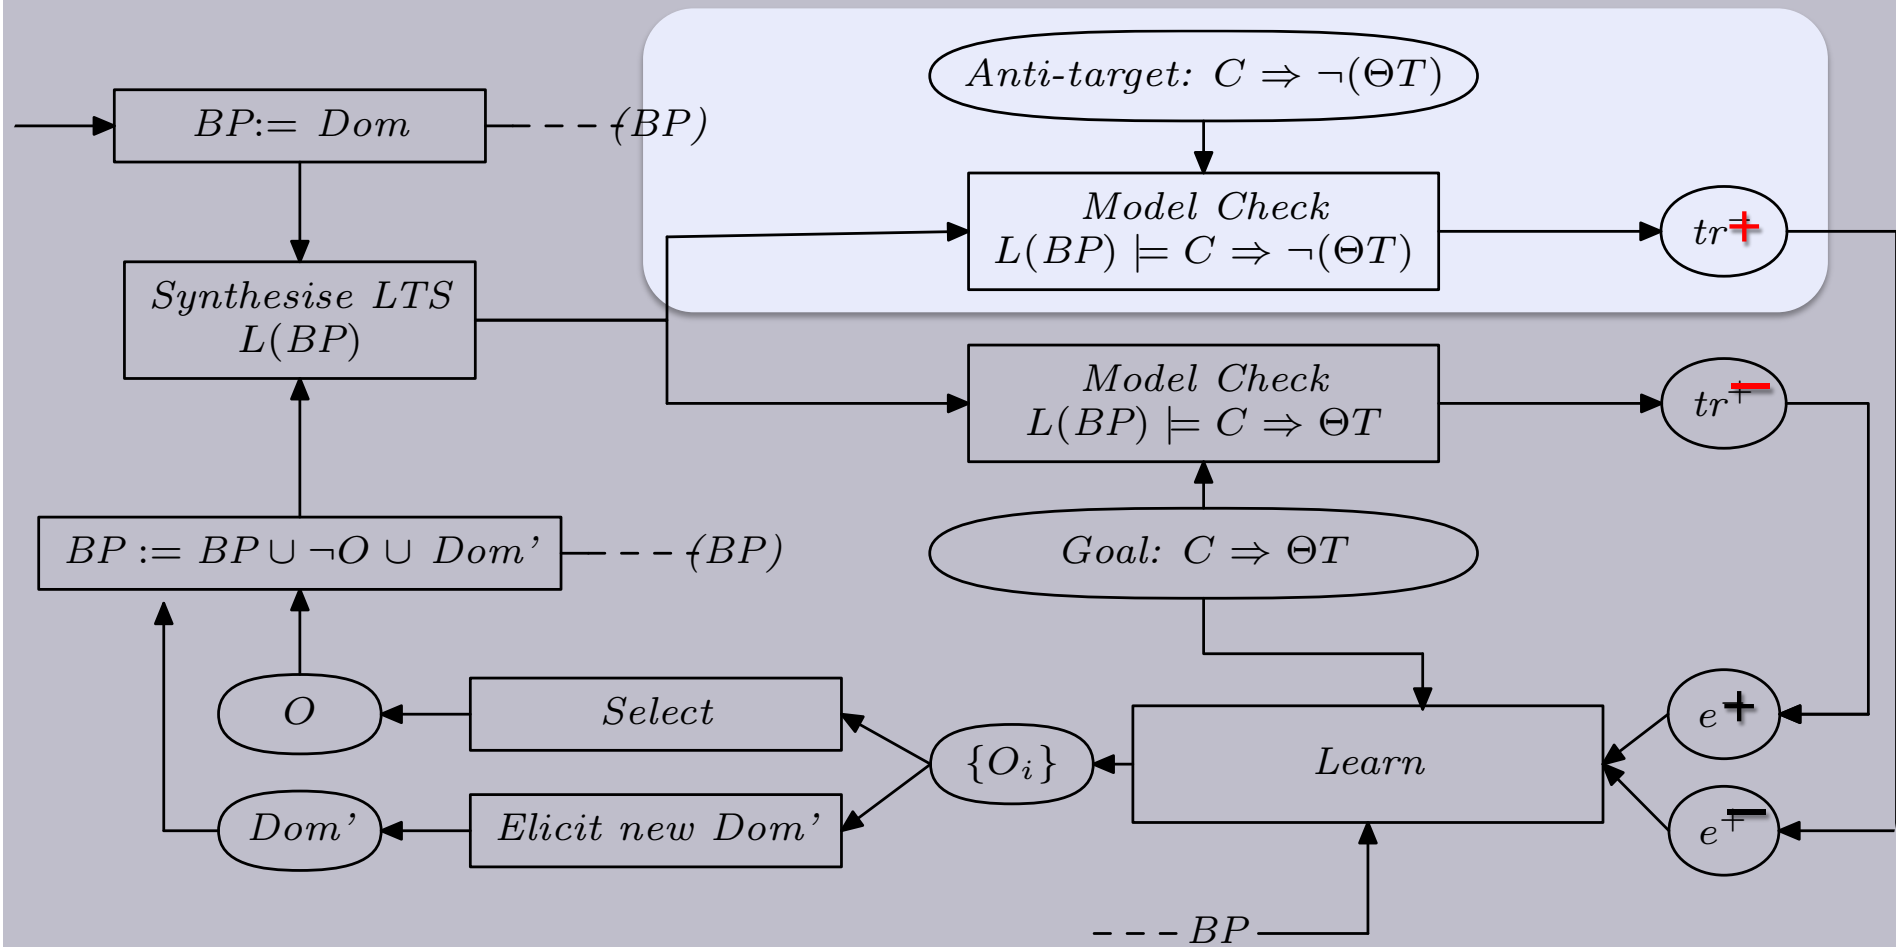 Anti-target: C ⇒ ¬(ΘT)
BP:= Dom
(BP)
Model Check
L(BP) ⊨ C ⇒ ¬(ΘT)
tr+
Synthesise LTS
L(BP)
Model Check
L(BP) ⊨ C ⇒ ΘT
tr−
BP := BP ∪ ¬O ∪ Dom'
(BP)
Goal: C ⇒ ΘT
O
Select
{Oi}
Learn
e+
Dom'
Elicit new Dom'
e−
BP